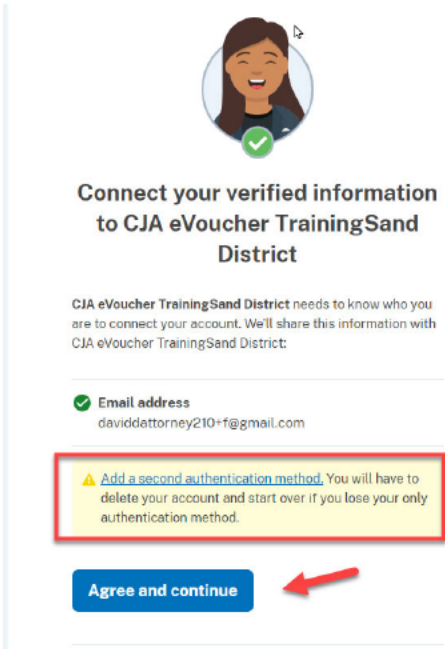 Connect your verified information
to CJA eVoucher TrainingSand
District
CJA eVoucher TrainingSand District needs to know who you
are to connect your account. We'll share this information with
CJA eVoucher TrainingSand District:
Email address
daviddattorney210+f@gmail.com
Add a second authentication method. You will have to
delete your account and start over if you lose your only
authentication method.
Agree and continue